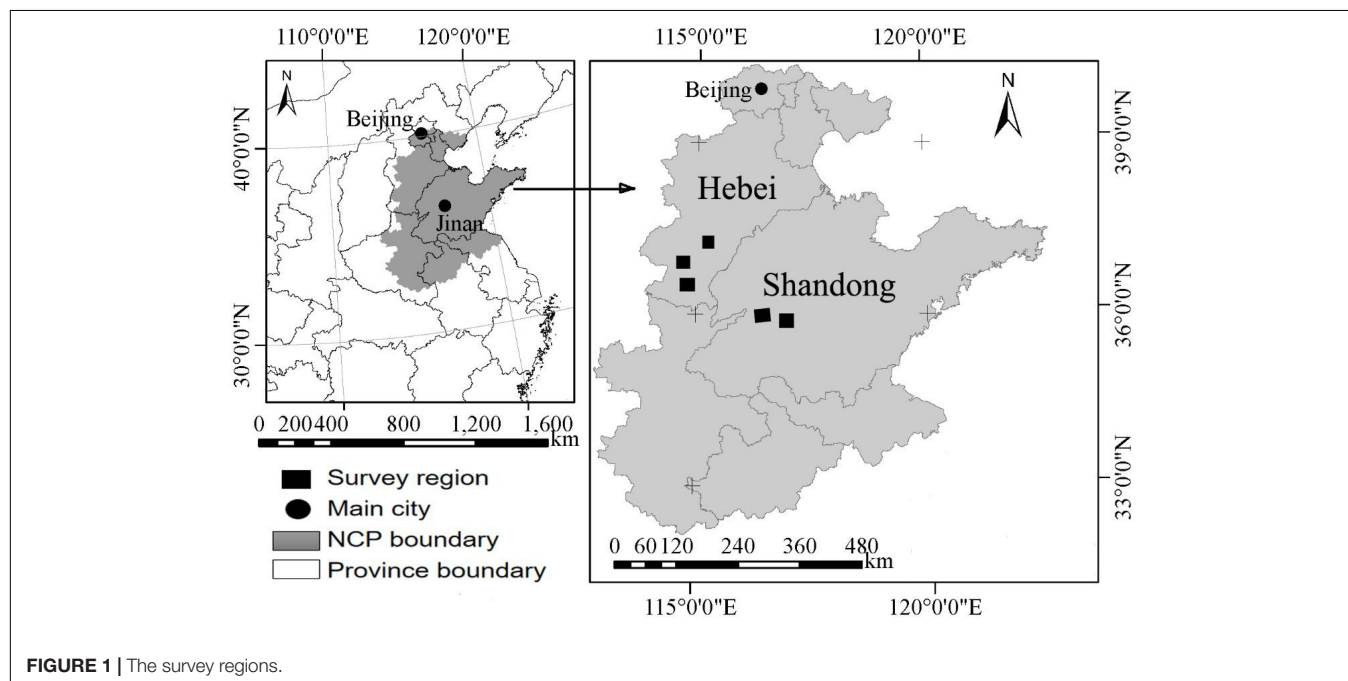 110°0'0"E
120°0'0"E
115°0'0"E
120°0'0"E
N
Beijing
40°0'0"N
Jinan
30°0'0"N
0 200400 800 1,200 1,600
km
Survey region
Main city
NCP boundary
Province boundary
Beijing
N
39°0'0"N
Hebei
Shandong
36°0'0"N
33°0'0"N
0 60 120 240 360 480
km
115°0'0"E
120°0'0"E
FIGURE 1 | The survey regions.